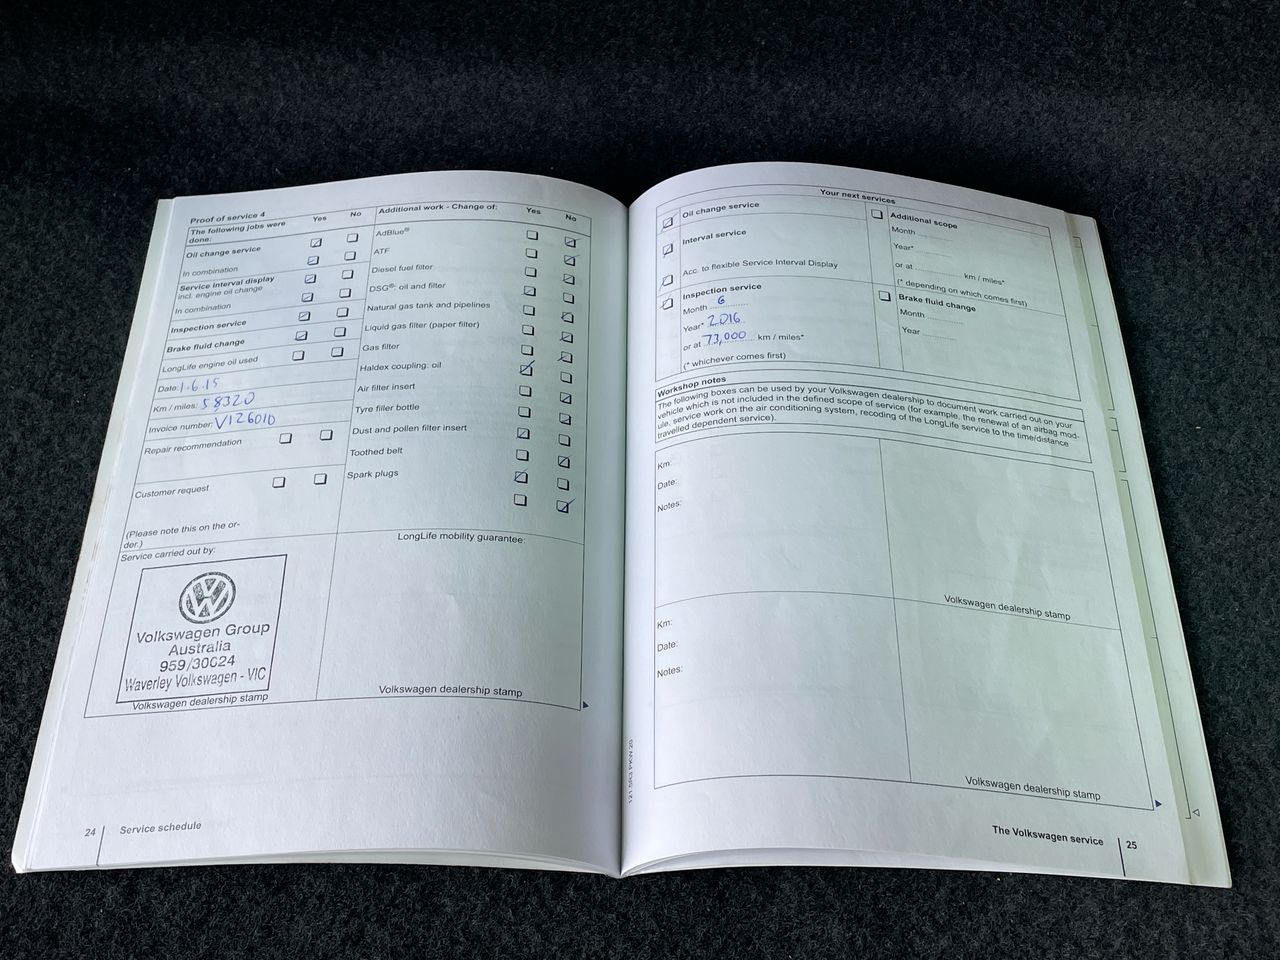 Proof of service 4
The following jobs were done:
Yes No
Oil change service
In combination
Service interval display
incl. engine oil change
In combination
Inspection service
Brake fluid change
LongLife engine oil used
Date: 1.6.15
Km / miles: 58320
Invoice number: V126010
Repair recommendation
Customer request
(Please note this on the or-
der.)
Service carried out by:
Volkswagen Group
Australia
959/30024
Waverley Volkswagen - VIC
Volkswagen dealership stamp
Additional work - Change of:
Yes No
AdBlue®
ATF
Diesel fuel filter
DSG®: oil and filter
Natural gas tank and pipelines
Liquid gas filter (paper filter)
Gas filter
Haldex coupling: oil
Air filter insert
Tyre filler bottle
Dust and pollen filter insert
Toothed belt
Spark plugs
LongLife mobility guarantee:
Volkswagen dealership stamp
24 Service schedule
121.5R3.PKW.20
Your next services
Oil change service
Interval service
Acc. to flexible Service Interval Display
Inspection service
Month 6
Year* 2016
or at 73,000 km / miles*
(* whichever comes first)
Additional scope
Month
Year*
or at km / miles*
(* depending on which comes first)
Brake fluid change
Month
Year
Workshop notes
The following boxes can be used by your Volkswagen dealership to document work carried out on your
vehicle which is not included in the defined scope of service (for example, the renewal of an airbag mod-
ule, service work on the air conditioning system, recoding of the LongLife service to the time/distance
travelled dependent service).
Km:
Date:
Notes:
Volkswagen dealership stamp
Km:
Date:
Notes:
Volkswagen dealership stamp
The Volkswagen service 25